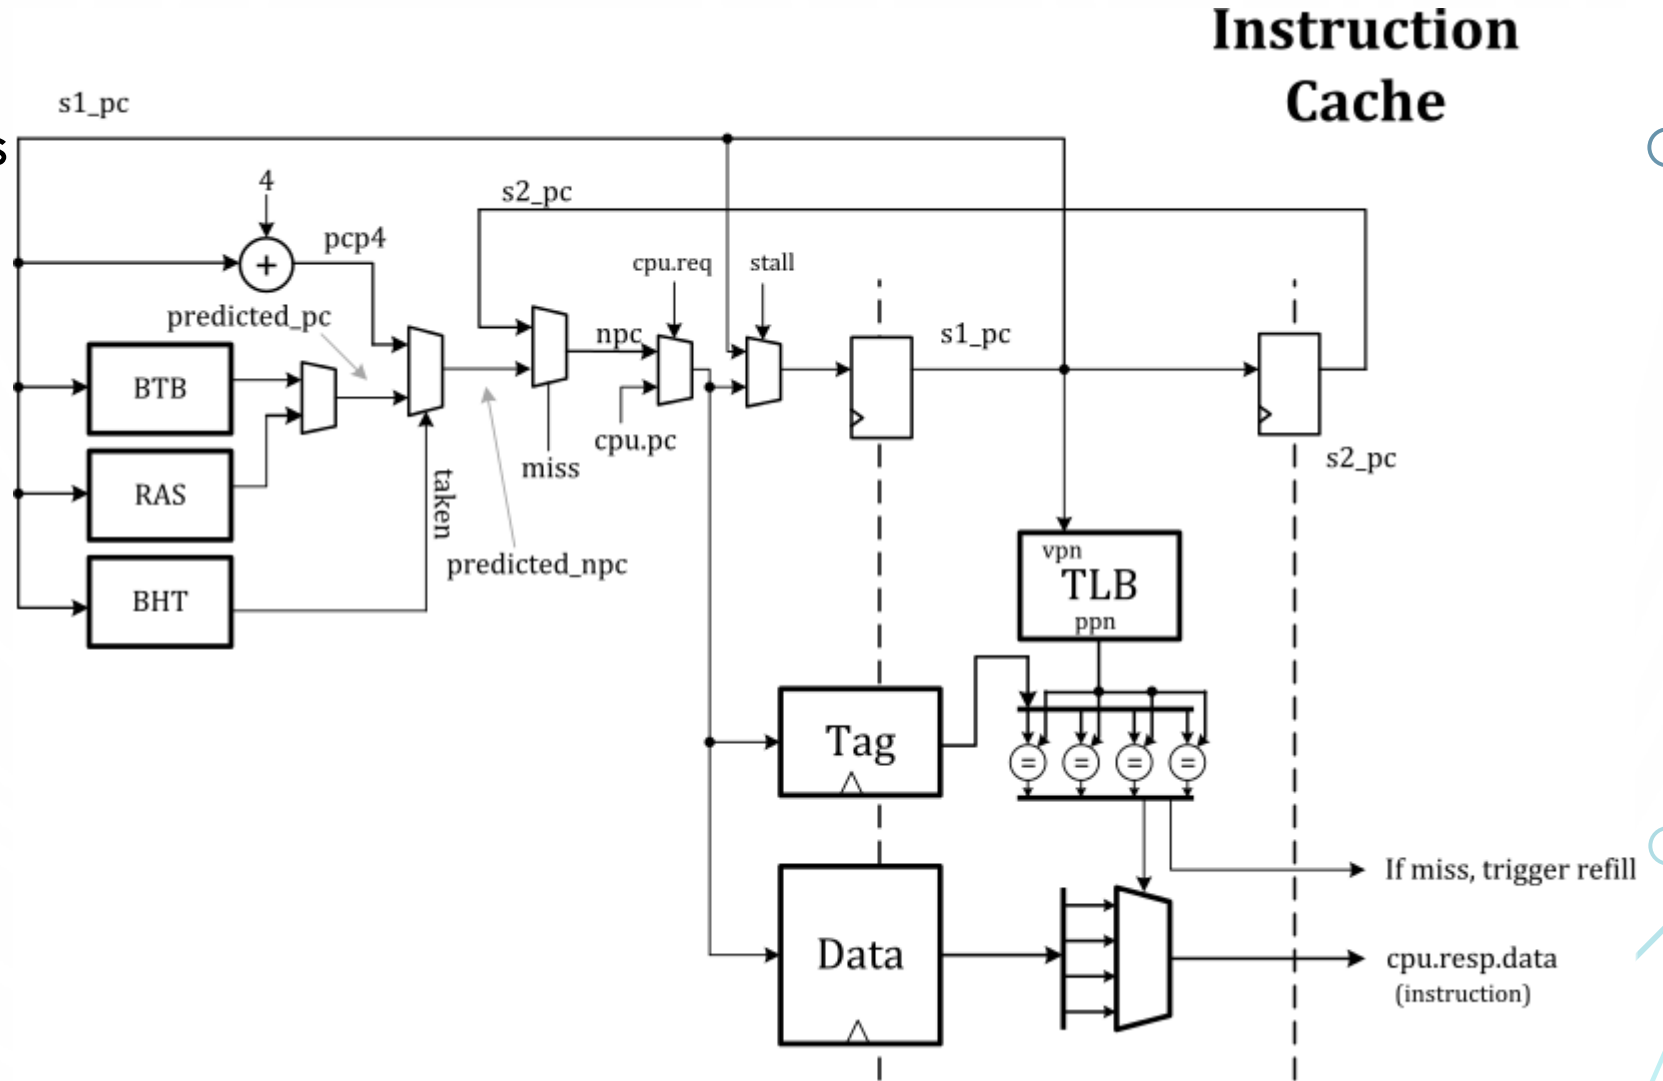 Instruction
Cache
s1_pc
s
4
s2_pc
pcp4
cpu.req
stall
predicted_pc
npc
s1_pc
BTB
cpu.pc
miss
s2_pc
taken
RAS
predicted_npc
vpn
TLB
ppn
BHT
Tag
=
=
=
=
If miss, trigger refill
Data
cpu.resp.data
(instruction)
+